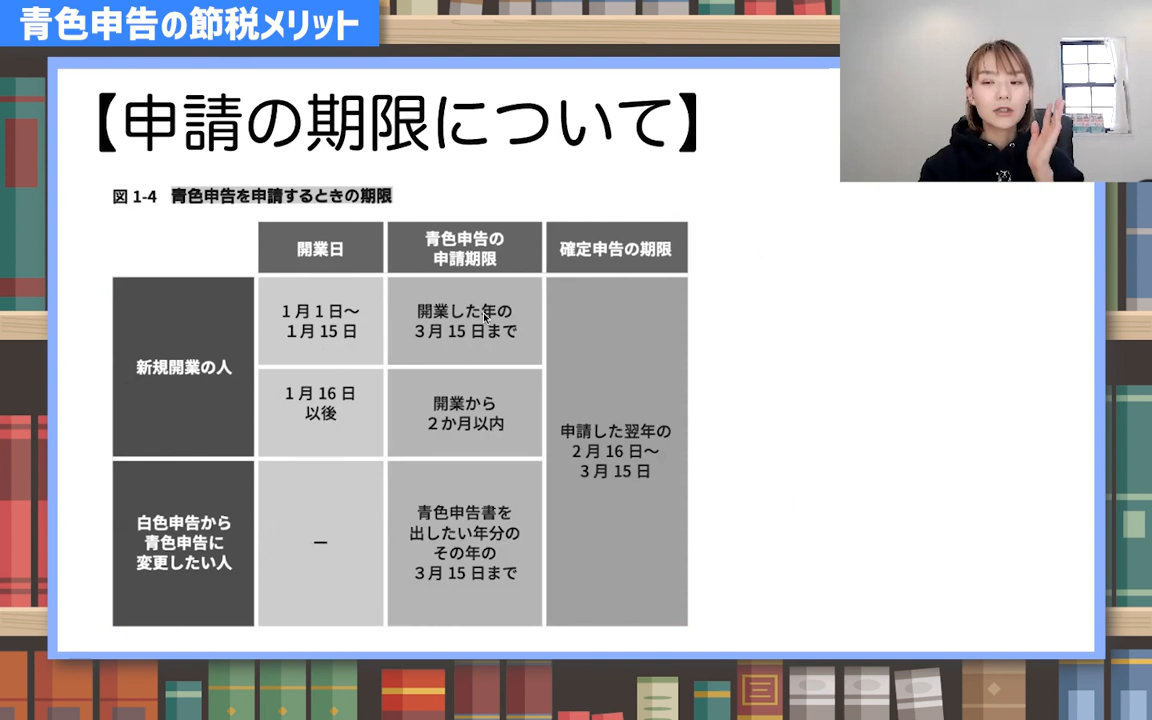 青色申告の節税メリット
【申請の期限について】
図 1-4 青色申告を申請するときの期限
開業日
青色申告の
申請期限
確定申告の期限
新規開業の人
1月1日〜
1月15日
開業した年の
3月15日まで
1月16日
以後
開業から
2か月以内
申請した翌年の
2月16日〜
3月15日
白色申告から
青色申告に
変更したい人
ー
青色申告書を
出したい年分の
その年の
3月15日まで